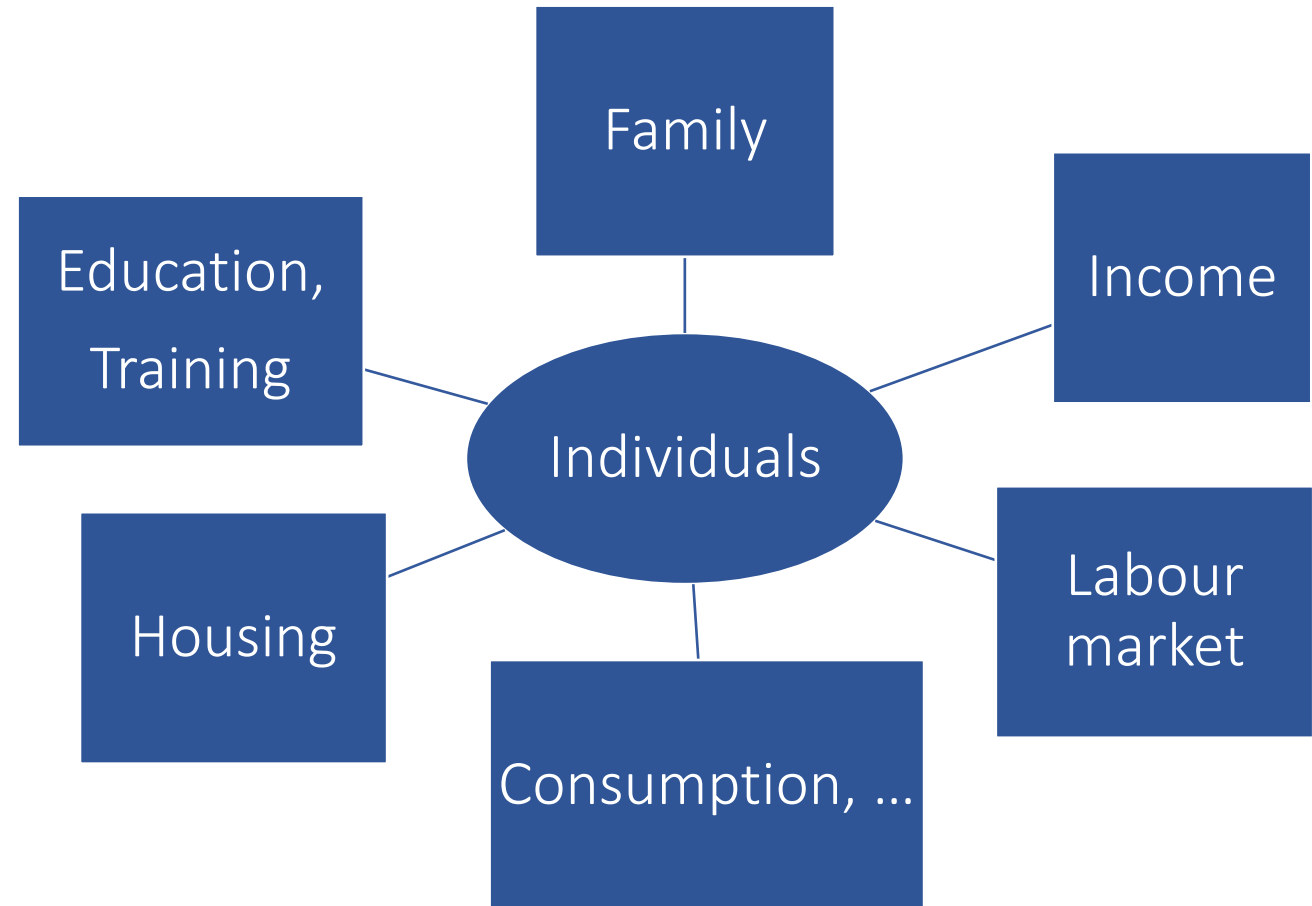 Family
Income
Education,
Training
Individuals
Labour
market
Housing
Consumption, …